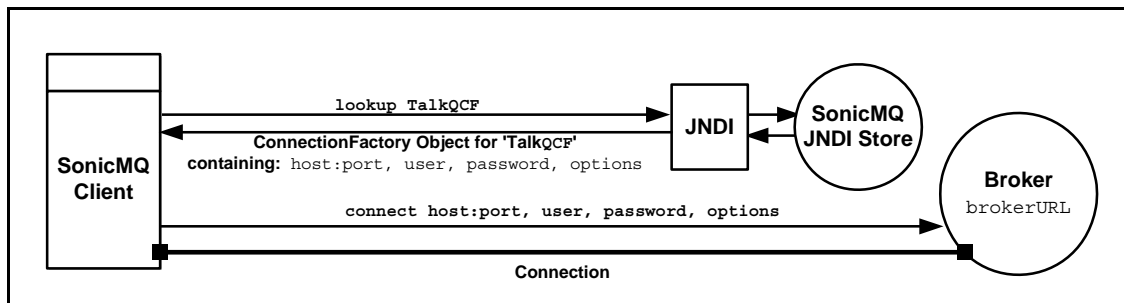 lookup TalkQCF
ConnectionFactory Object for 'TalkQCF'
containing: host:port, user, password, options
SonicMQ
Client
JNDI
SonicMQ
JNDI Store
connect host:port, user, password, options
Broker
brokerURL
Connection